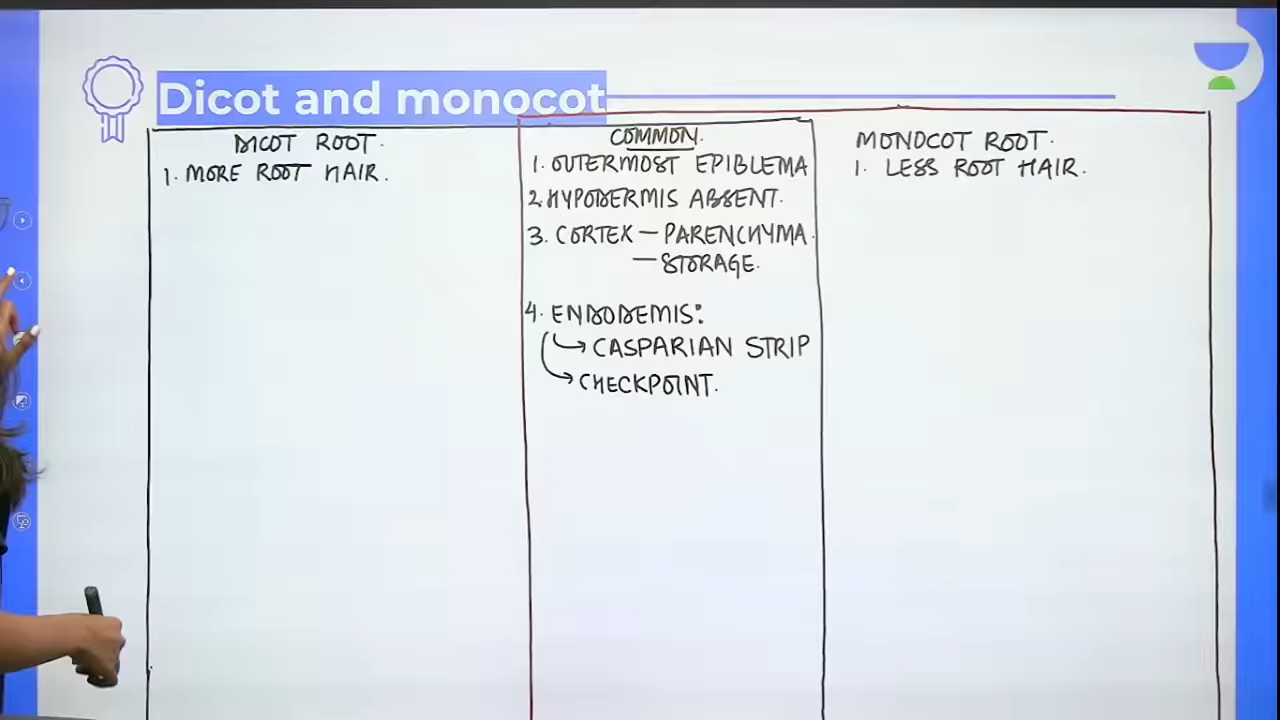 Dicot and monocot
DICOT ROOT.
1. MORE ROOT HAIR.
COMMON.
1. OUTERMOST EPIBLEMA
2. HYPODERMIS ABSENT.
3. CORTEX — PARENCHYMA.
— STORAGE.
4. ENDODEMIS:
CASPARIAN STRIP
CHECKPOINT.
MONOCOT ROOT.
1. LESS ROOT HAIR.